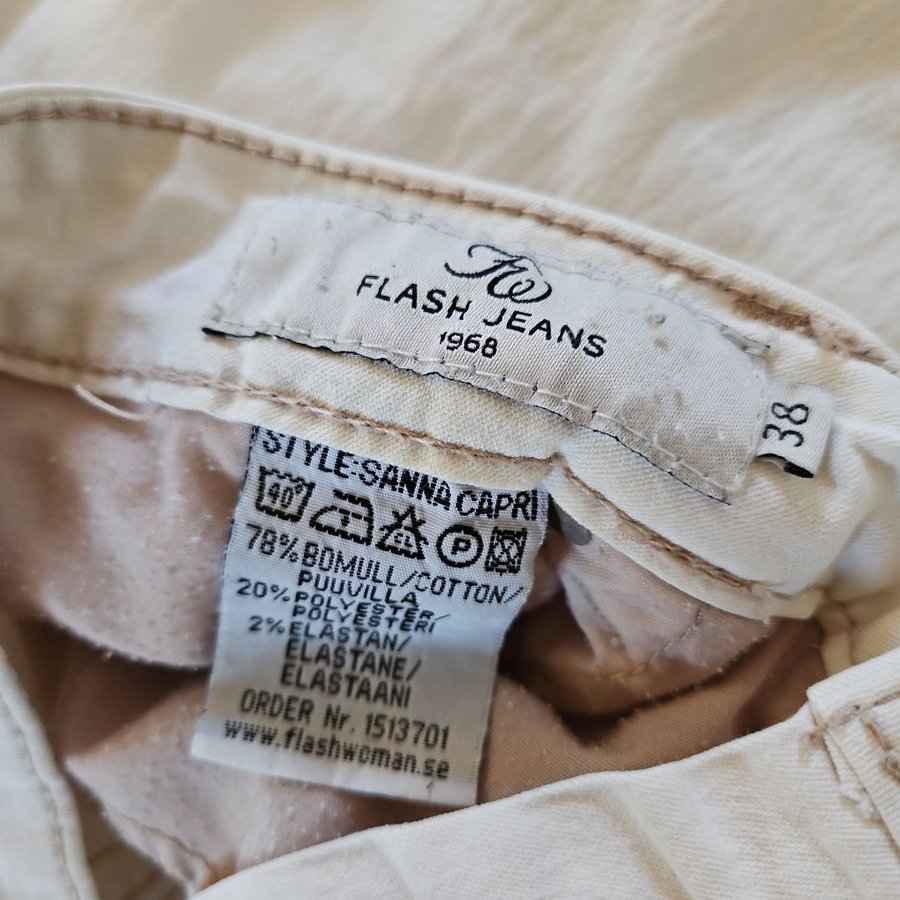 FW
FLASH JEANS
1968
38
STYLE:SANNA CAPRI
40°
CL
P
78% BOMULL/COTTON/
PUUVILLA
20% POLYESTER/
POLYESTERI
2% ELASTAN/
ELASTANE/
ELASTAANI
ORDER Nr. 1513701
www.flashwoman.se